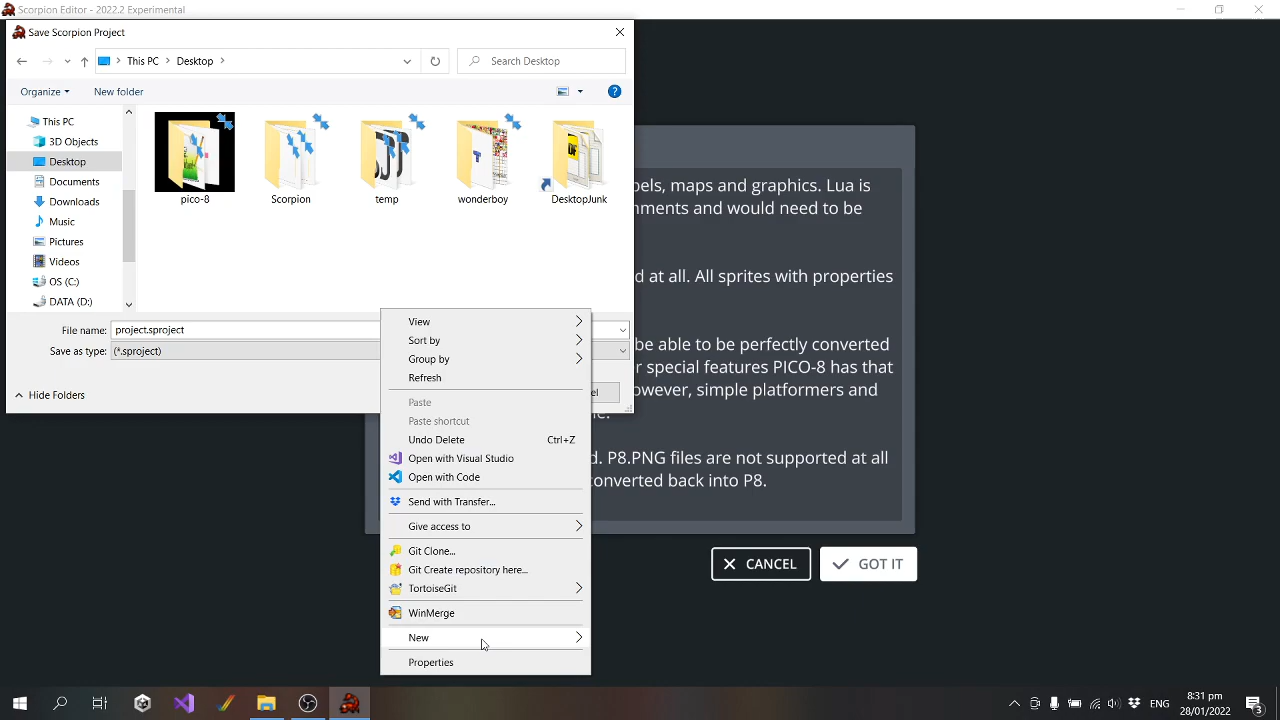 Scorpion Editor - 2022.2 Experimental
Save Scorpion Project
This PC
Desktop
Search Desktop
Organize
New folder
This PC
3D Objects
Desktop
Documents
Downloads
Music
Pictures
Videos
OS (C:)
DATA (D:)
pico-8
Scorpion
temp
wonderboy
DesktopJunk
File name:
project.sproject
Save as type:
(*.sproject)
Hide Folders
View
Sort by
Group by
Refresh
Paste
Paste shortcut
Undo Delete
Ctrl+Z
Open with Visual Studio
Open with Code
Send with Transfer...
Give access to
Git Clone...
Git Create repository here...
TortoiseGit
WinMerge
New
Properties
bels, maps and graphics. Lua is
nments and would need to be
d at all. All sprites with properties
be able to be perfectly converted
r special features PICO-8 has that
owever, simple platformers and
d. P8.PNG files are not supported at all
converted back into P8.
CANCEL
GOT IT
ENG
8:31 pm
28/01/2022
3